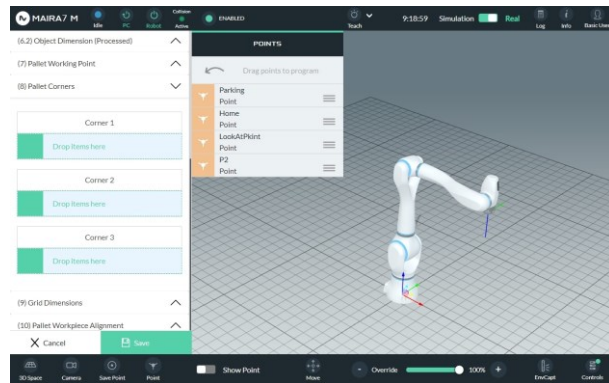 MAIRA7 M
Idle
PC
Robot
Collision
Active
ENABLED
Teach
9:18:59
Simulation
Real
Log
Info
Basic User
(6.2) Object Dimension (Processed)
(7) Pallet Working Point
(8) Pallet Corners
Corner 1
Drop Items here
Corner 2
Drop Items here
Corner 3
Drop Items here
(9) Grid Dimensions
(10) Pallet Workpiece Alignment
Cancel
Save
POINTS
Drag points to program
Parking
Point
Home
Point
LookAtPkint
Point
P2
Point
3D Space
Camera
Save Point
Point
Show Point
Move
- Override 100% +
EnvCapt
Controls